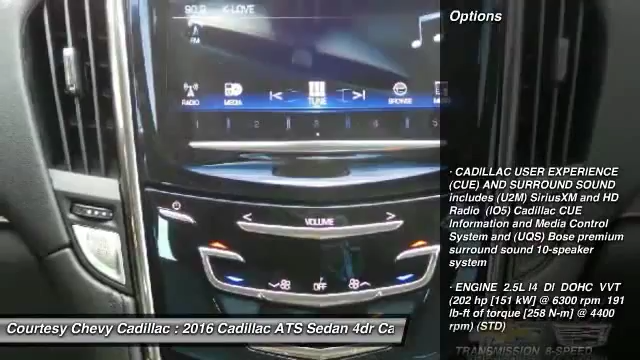 90.9 <-LOVE
FM
RADIO
MEDIA
TUNE
BROWSE
2
VOLUME
OFF
Options
· CADILLAC USER EXPERIENCE
(CUE) AND SURROUND SOUND
includes (U2M) SiriusXM and HD
Radio (IO5) Cadillac CUE
Information and Media Control
System and (UQS) Bose premium
surround sound 10-speaker
system
· ENGINE 2.5L I4 DI DOHC VVT
(202 hp [151 kW] @ 6300 rpm 191
lb-ft of torque [258 N-m] @ 4400
rpm) (STD)
TRANSMISSION 8-SPEED
Courtesy Chevy Cadillac : 2016 Cadillac ATS Sedan 4dr Ca